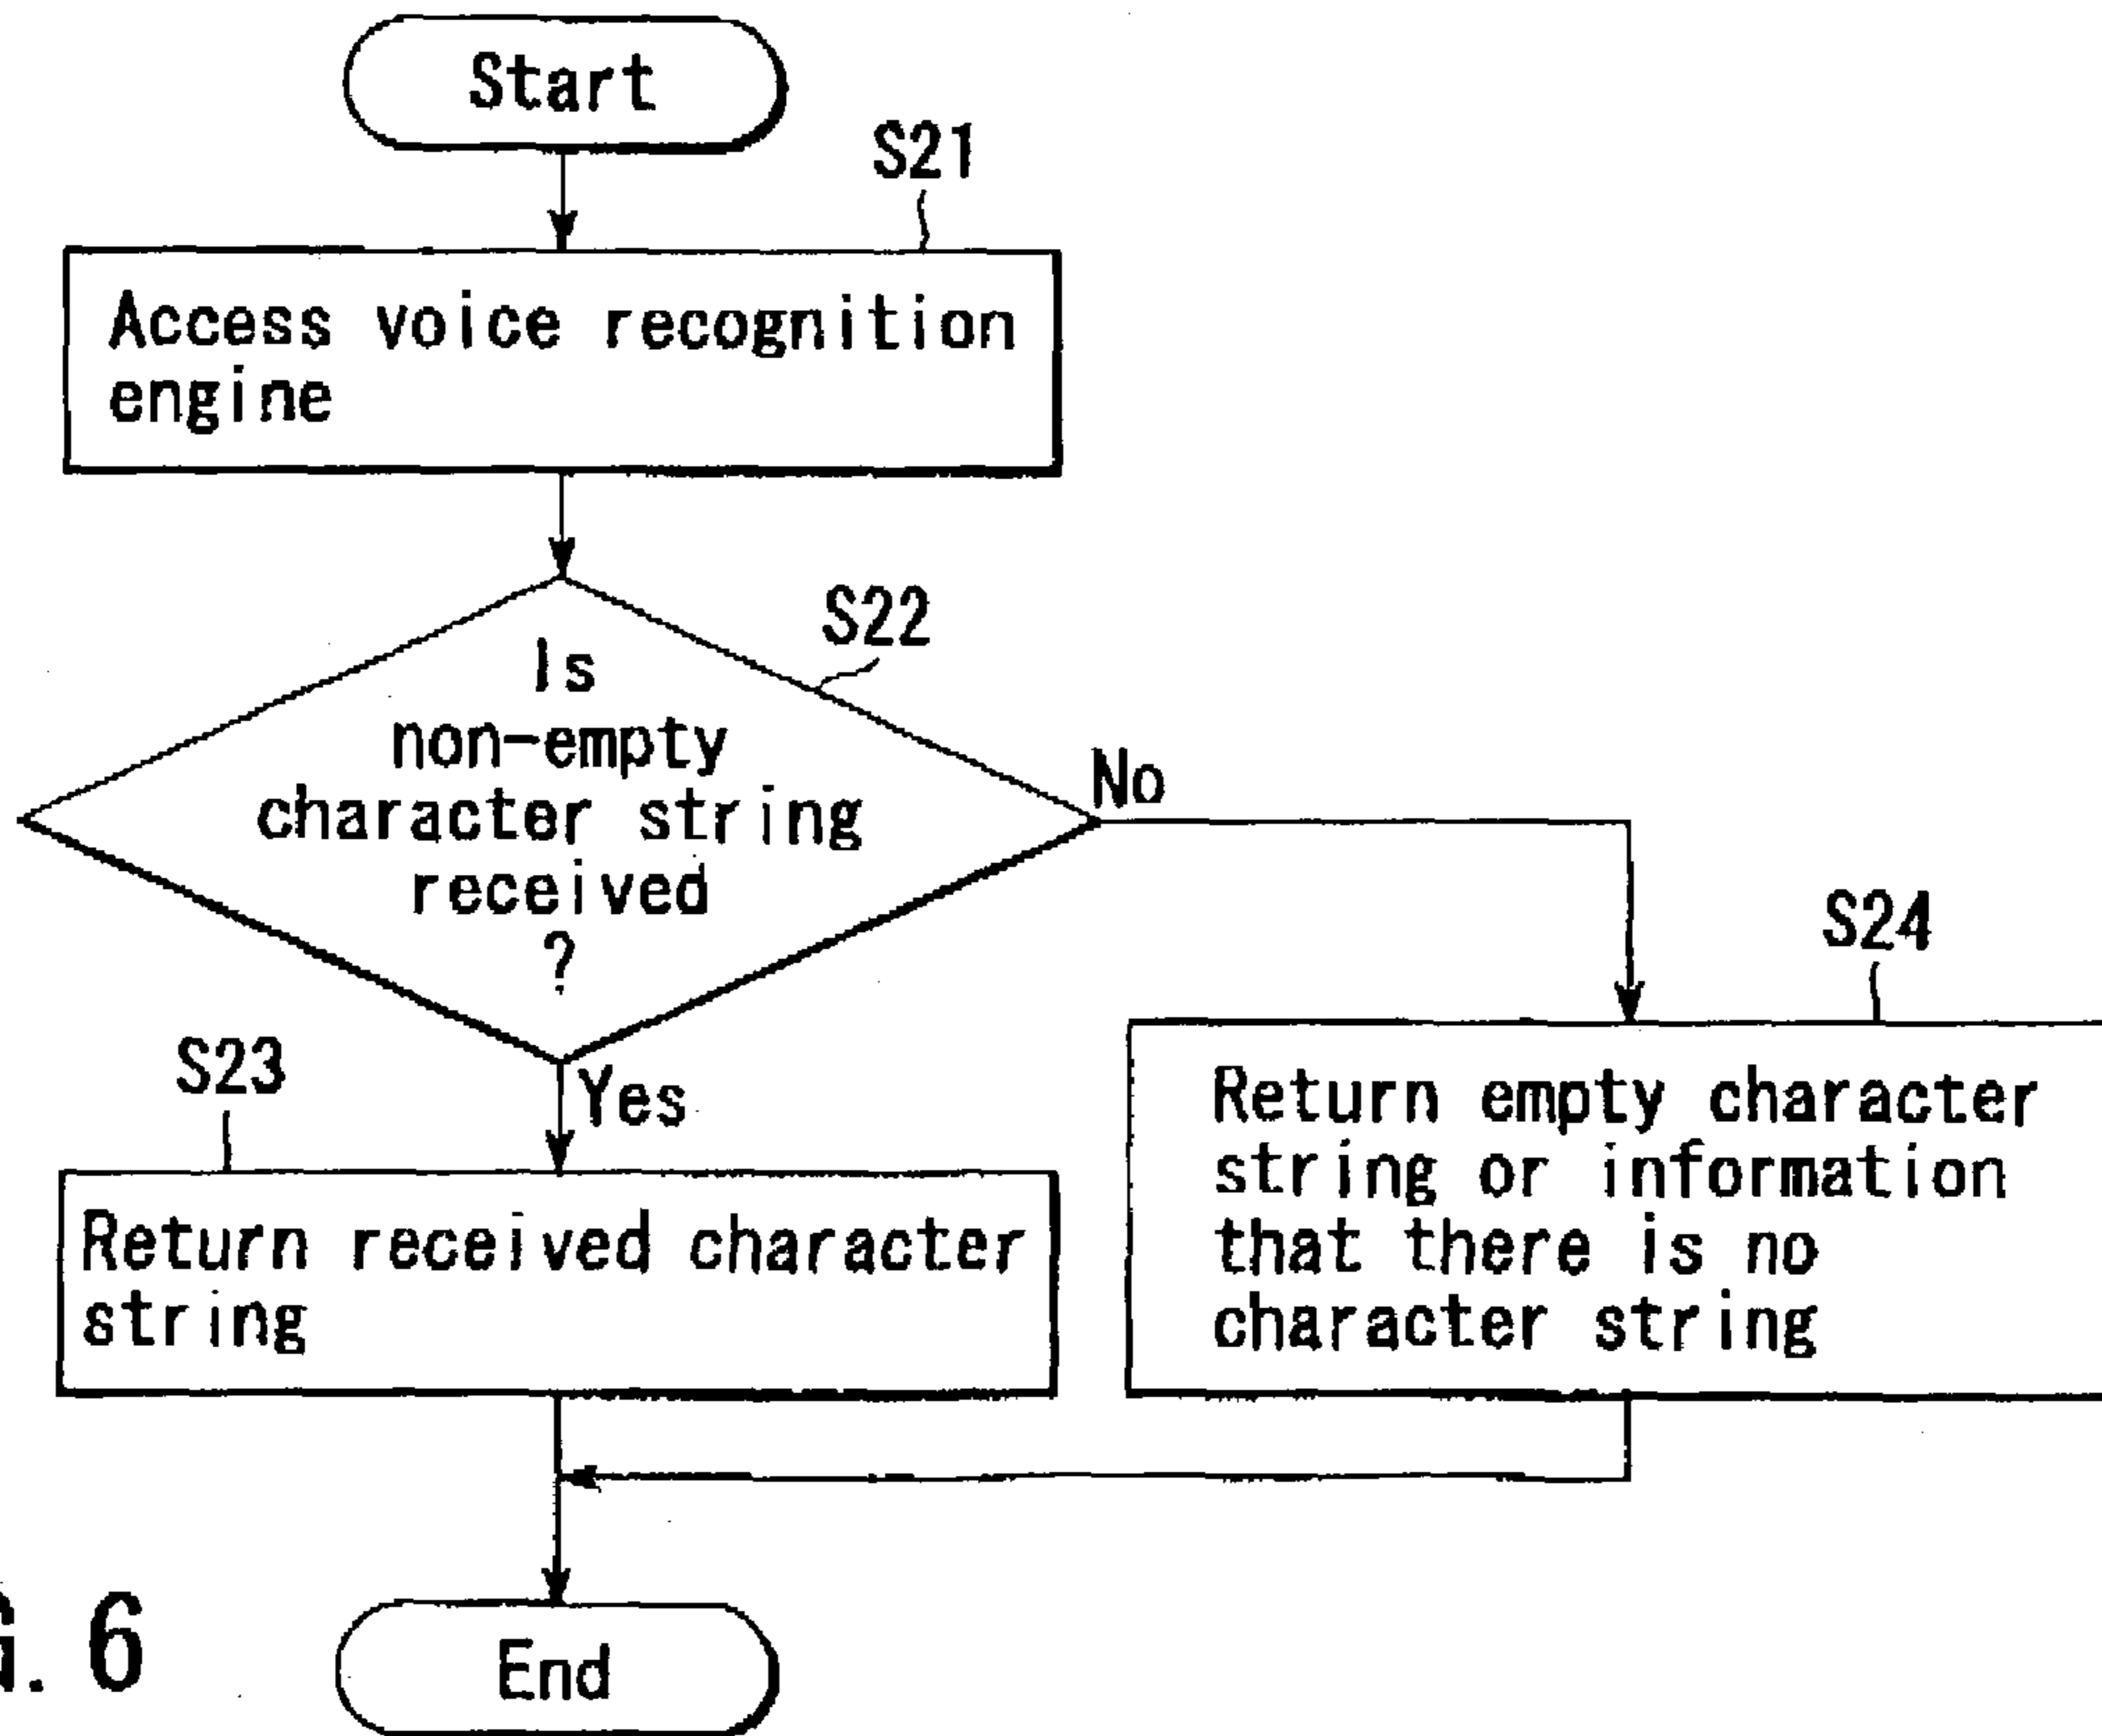 Start
S21
Access voice recognition
engine
S22
Is
non-empty
character string
received
?
No
Yes
S23
Return received character
string
S24
Return empty character
string or information
that there is no
character string
End
6